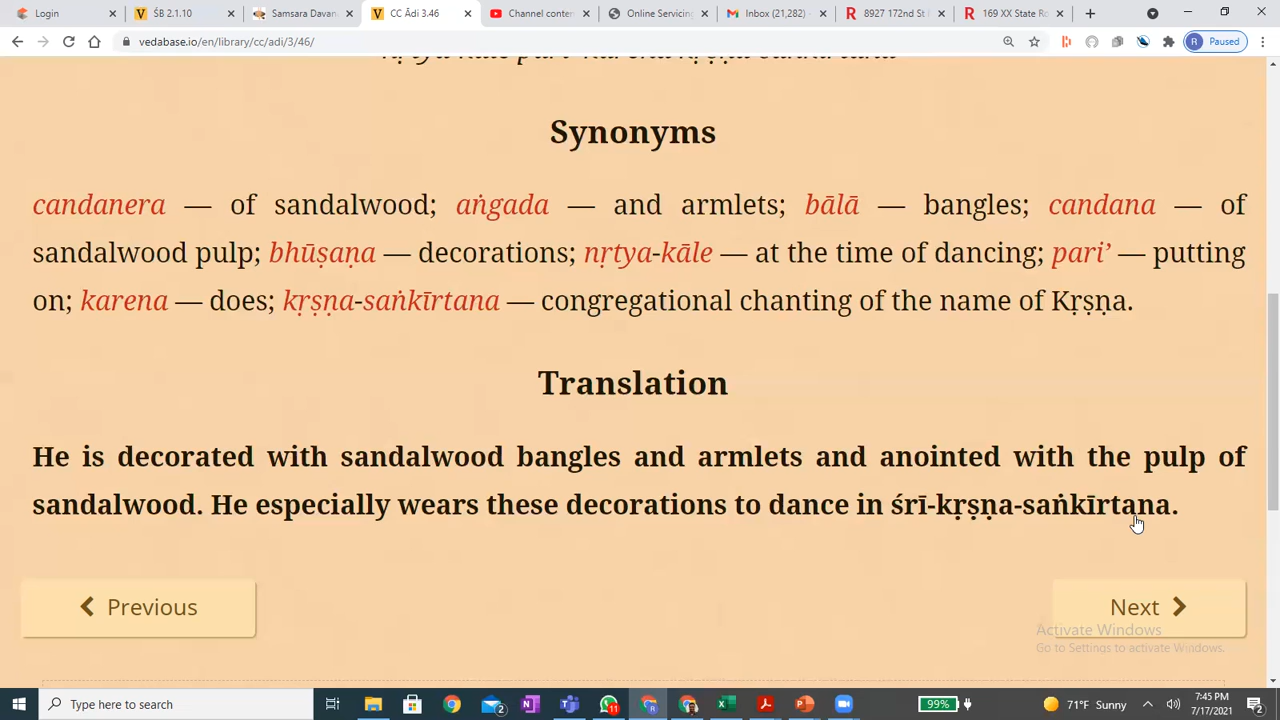 Login
ŚB 2.1.10
Samsara Davan
CC Ādi 3.46
Channel conten
Online Servicing
Inbox (21,282) -
8927 172nd St
169 XX State Ro
vedabase.io/en/library/cc/adi/3/46/
R Paused
Synonyms
candanera — of sandalwood; aṅgada — and armlets; bālā — bangles; candana — of
sandalwood pulp; bhūṣaṇa — decorations; nṛtya-kāle — at the time of dancing; pari’ — putting
on; karena — does; kṛṣṇa-saṅkīrtana — congregational chanting of the name of Kṛṣṇa.
Translation
He is decorated with sandalwood bangles and armlets and anointed with the pulp of
sandalwood. He especially wears these decorations to dance in śrī-kṛṣṇa-saṅkīrtana.
Previous
Next
Activate Windows
Go to Settings to activate Windows.
Type here to search
99%
71°F Sunny
7:45 PM
7/17/2021